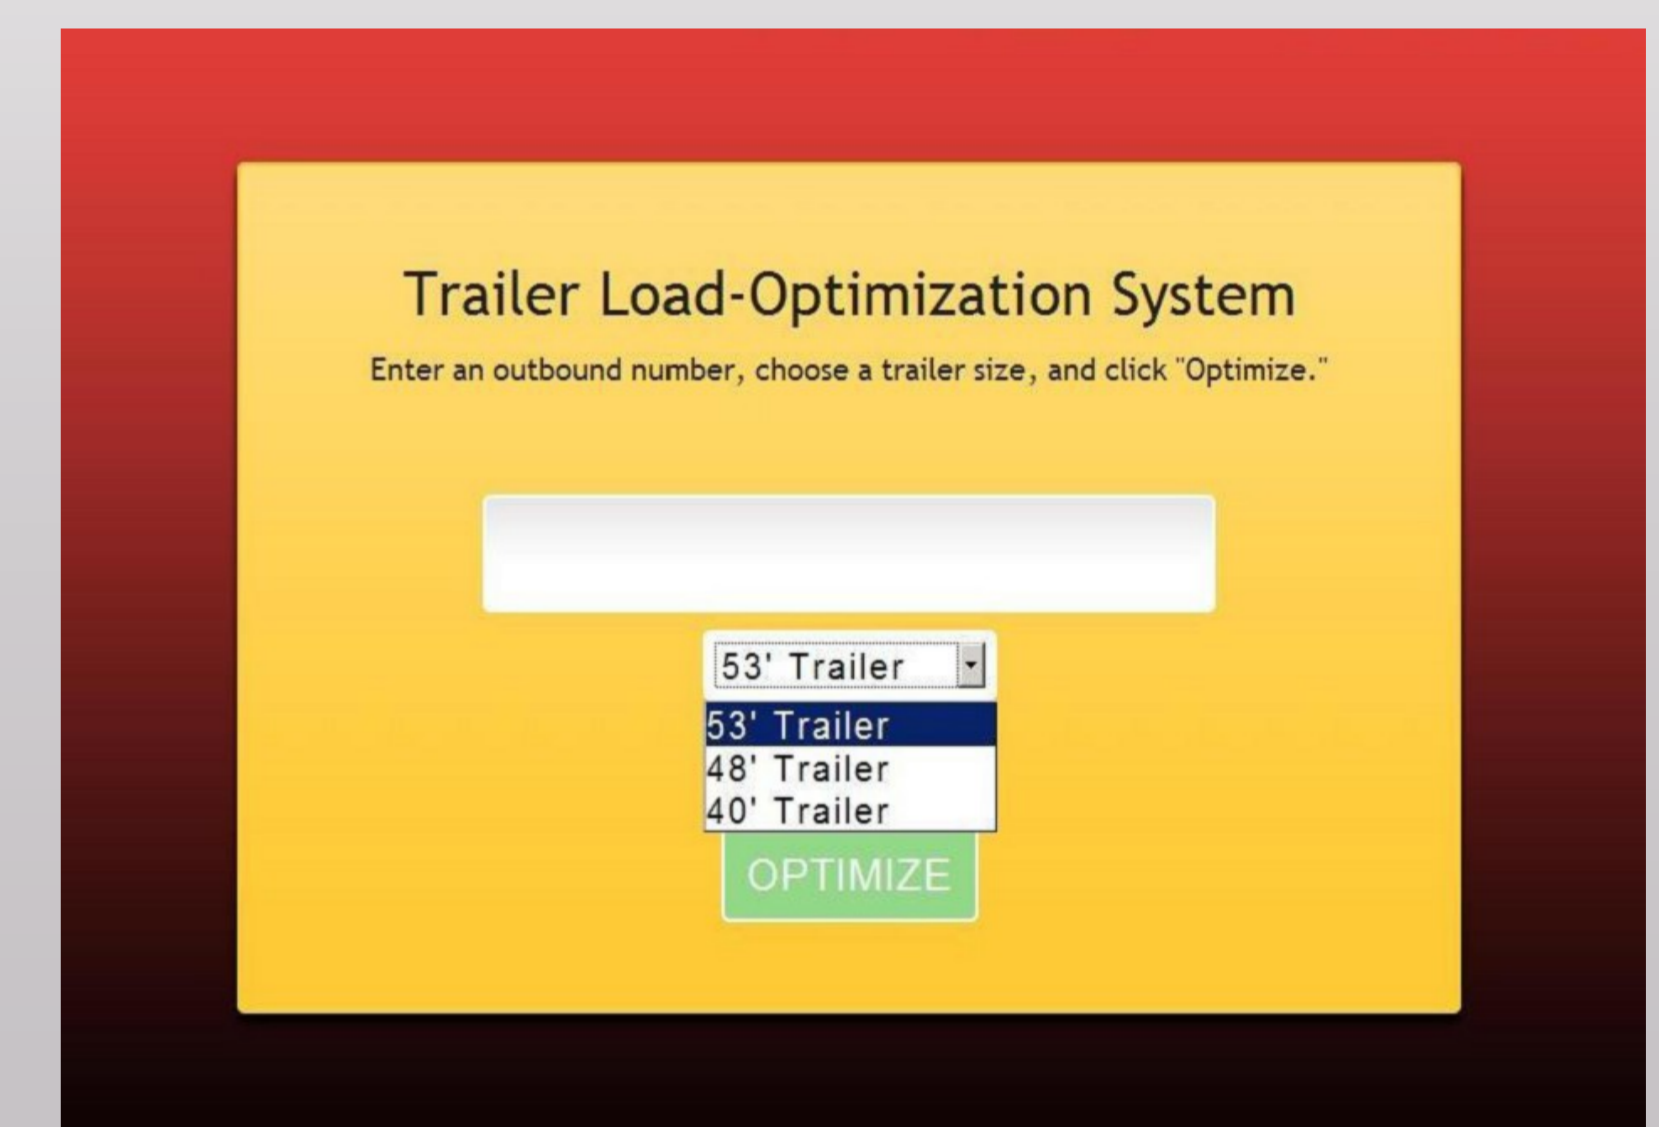 Trailer Load-Optimization System
Enter an outbound number, choose a trailer size, and click "Optimize."
53' Trailer
53' Trailer
48' Trailer
40' Trailer
OPTIMIZE